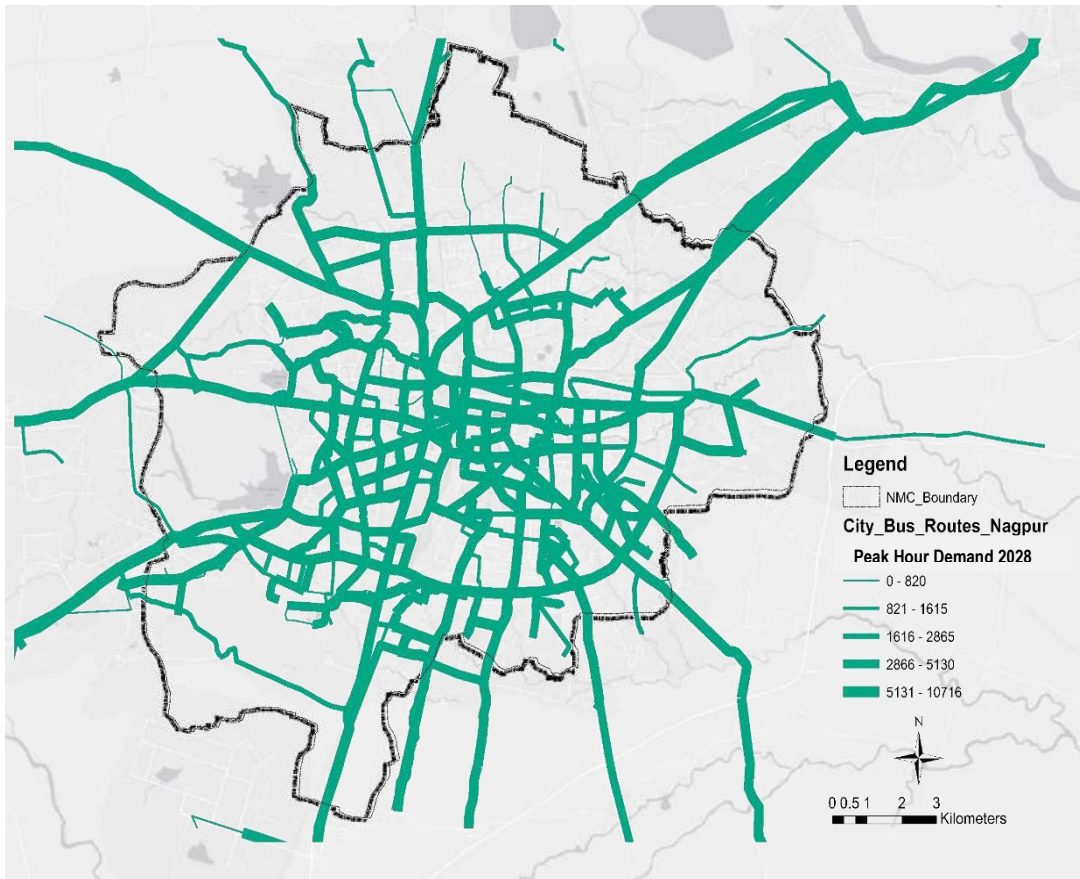 Legend
NMC_Boundary
City_Bus_Routes_Nagpur
Peak Hour Demand 2028
0 - 820
821 - 1615
1616 - 2865
2866 - 5130
5131 - 10716
N
0 0.5 1 2 3
Kilometers